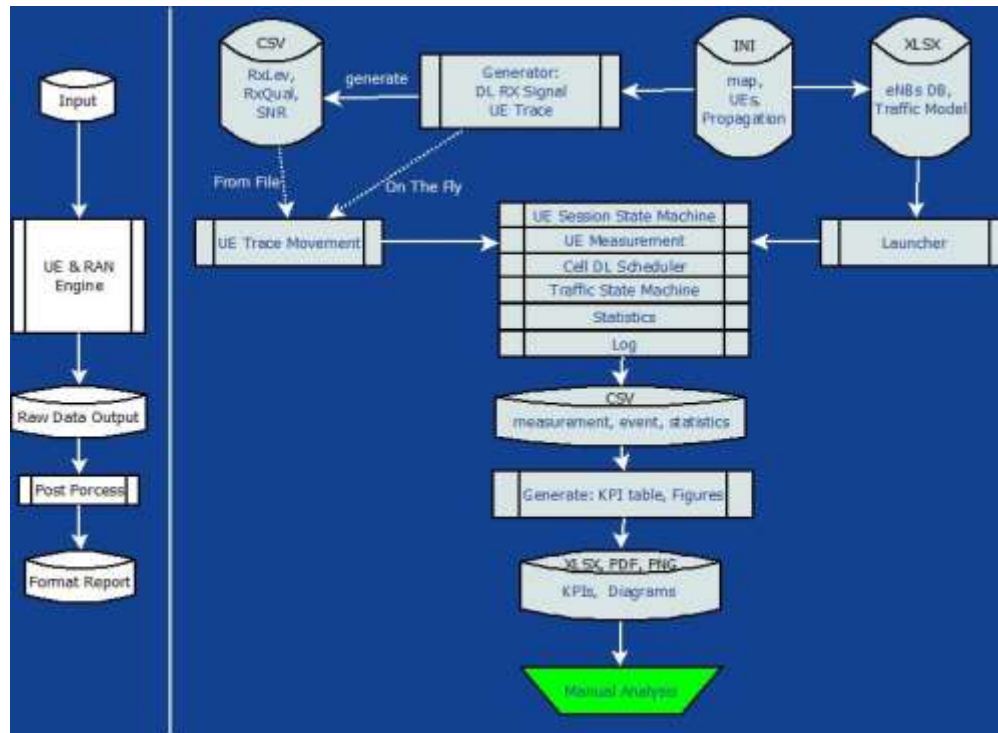 Input
UE & RAN
Engine
Raw Data Output
Post Porcess
Format Report
CSV
RxLev,
RxQual,
SNR
generate
Generator:
DL RX Signal
UE Trace
INI
map,
UEs,
Propagation
XLSX
eNBs DB,
Traffic Model
From File
On The Fly
UE Trace Movement
UE Session State Machine
UE Measurement
Cell DL Scheduler
Traffic State Machine
Statistics
Log
Launcher
CSV
measurement, event, statistics
Generate: KPI table, Figures
XLSX, PDF, PNG
KPIs, Diagrams
Manual Analysis